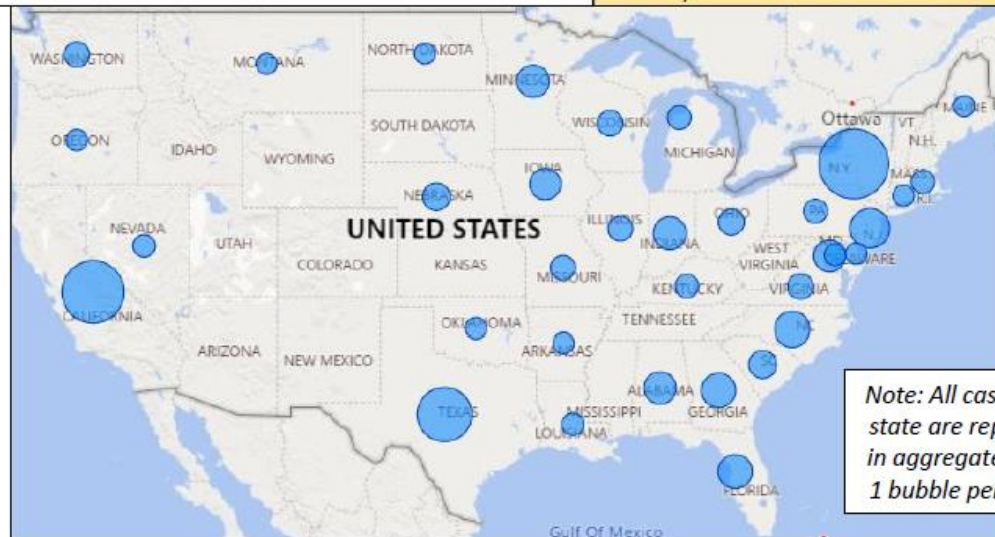 WASHINGTON
MONTANA
NORTH DAKOTA
MINNESOTA
OREGON
IDAHO
SOUTH DAKOTA
WISCONSIN
MICHIGAN
Ottawa
VT
N.H.
MAINE
WYOMING
IOWA
N.Y.
MASS
R.I.
NEBRASKA
NEVADA
UTAH
UNITED STATES
ILLINOIS
INDIANA
OHIO
PA
N.J.
MD
DELAWARE
COLORADO
KANSAS
MISSOURI
WEST
VIRGINIA
VIRGINIA
KENTUCKY
CALIFORNIA
OKLAHOMA
TENNESSEE
NC
ARIZONA
NEW MEXICO
ARKANSAS
SC
ALABAMA
TEXAS
MISSISSIPPI
GEORGIA
LOUISIANA
FLORIDA
Gulf Of Mexico
Note: All cas
state are rep
in aggregate
1 bubble pe